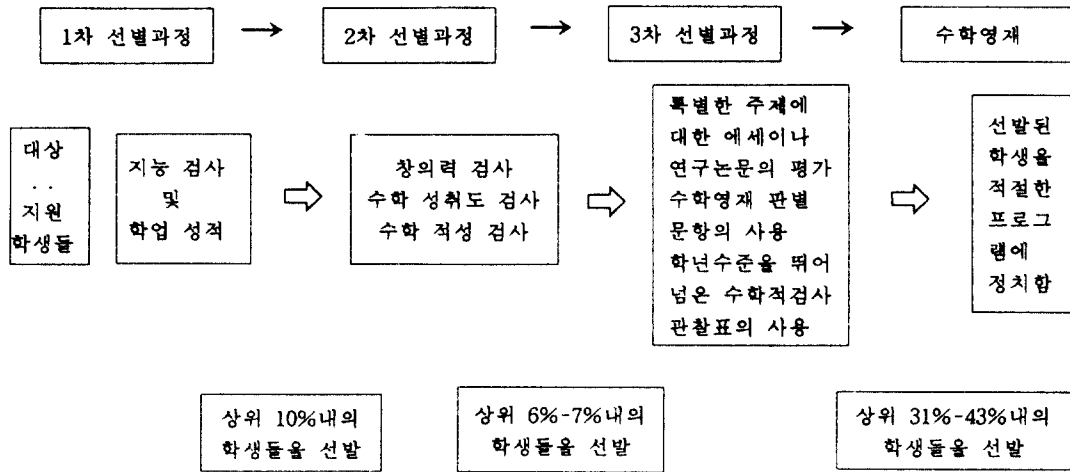 1차 선별과정 → 2차 선별과정 → 3차 선별과정 → 수학영재
대상
..
지원
학생들
지능 검사
및
학업 성적
창의력 검사
수학 성취도 검사
수학 적성 검사
특별한 주제에
대한 에세이나
연구논문의 평가
수학영재 판별
문항의 사용
학년수준을 뛰어
넘은 수학적검사
관찰표의 사용
선발된
학생을
적절한
프로그
램에
정치함
상위 10%내의
학생들을 선발
상위 6%-7%내의
학생들을 선발
상위 31%-43%내의
학생들을 선발